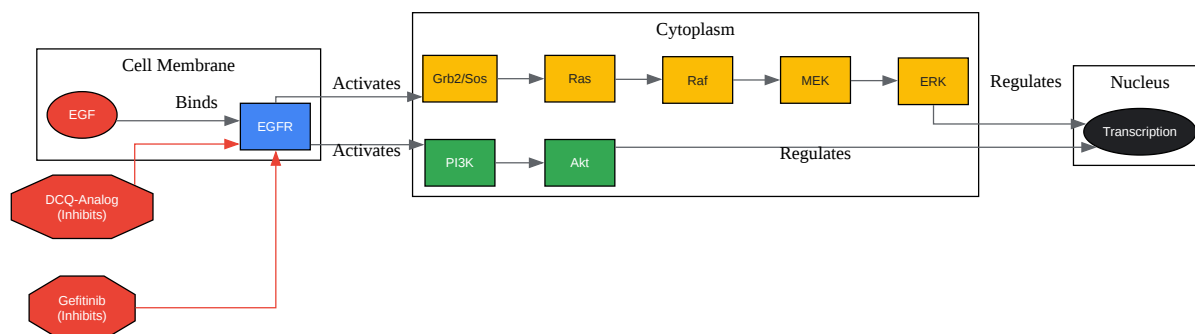 Cytoplasm
Cell Membrane
Activates
Grb2/Sos
Ras
Raf
MEK
ERK
Regulates
Nucleus
Binds
EGF
EGFR
Transcription
Activates
PI3K
Akt
Regulates
DCQ-Analog
(Inhibits)
Gefitinib
(Inhibits)